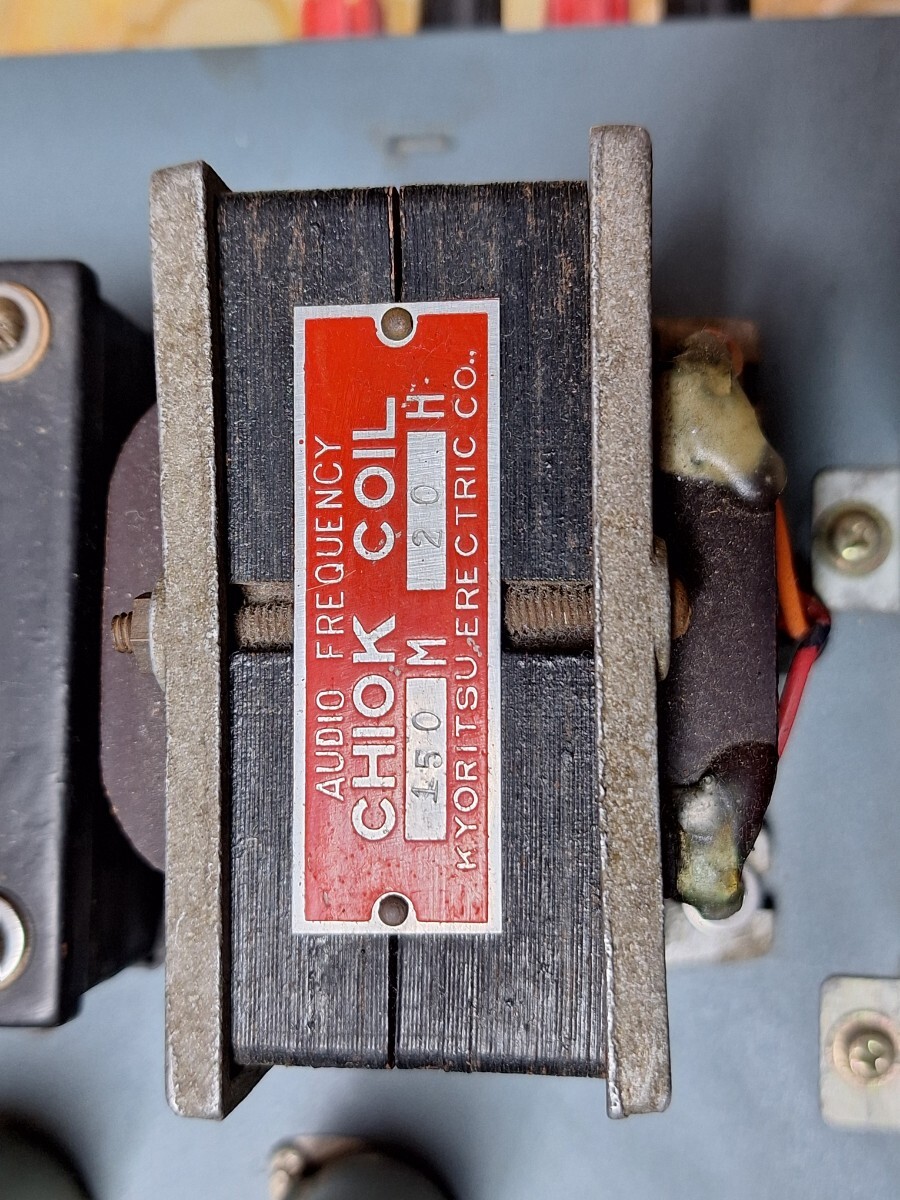 AUDIO FREQUENCY
CHIOK COIL
150 M 20 H.
KYORITSU ERECTRIC CO.,